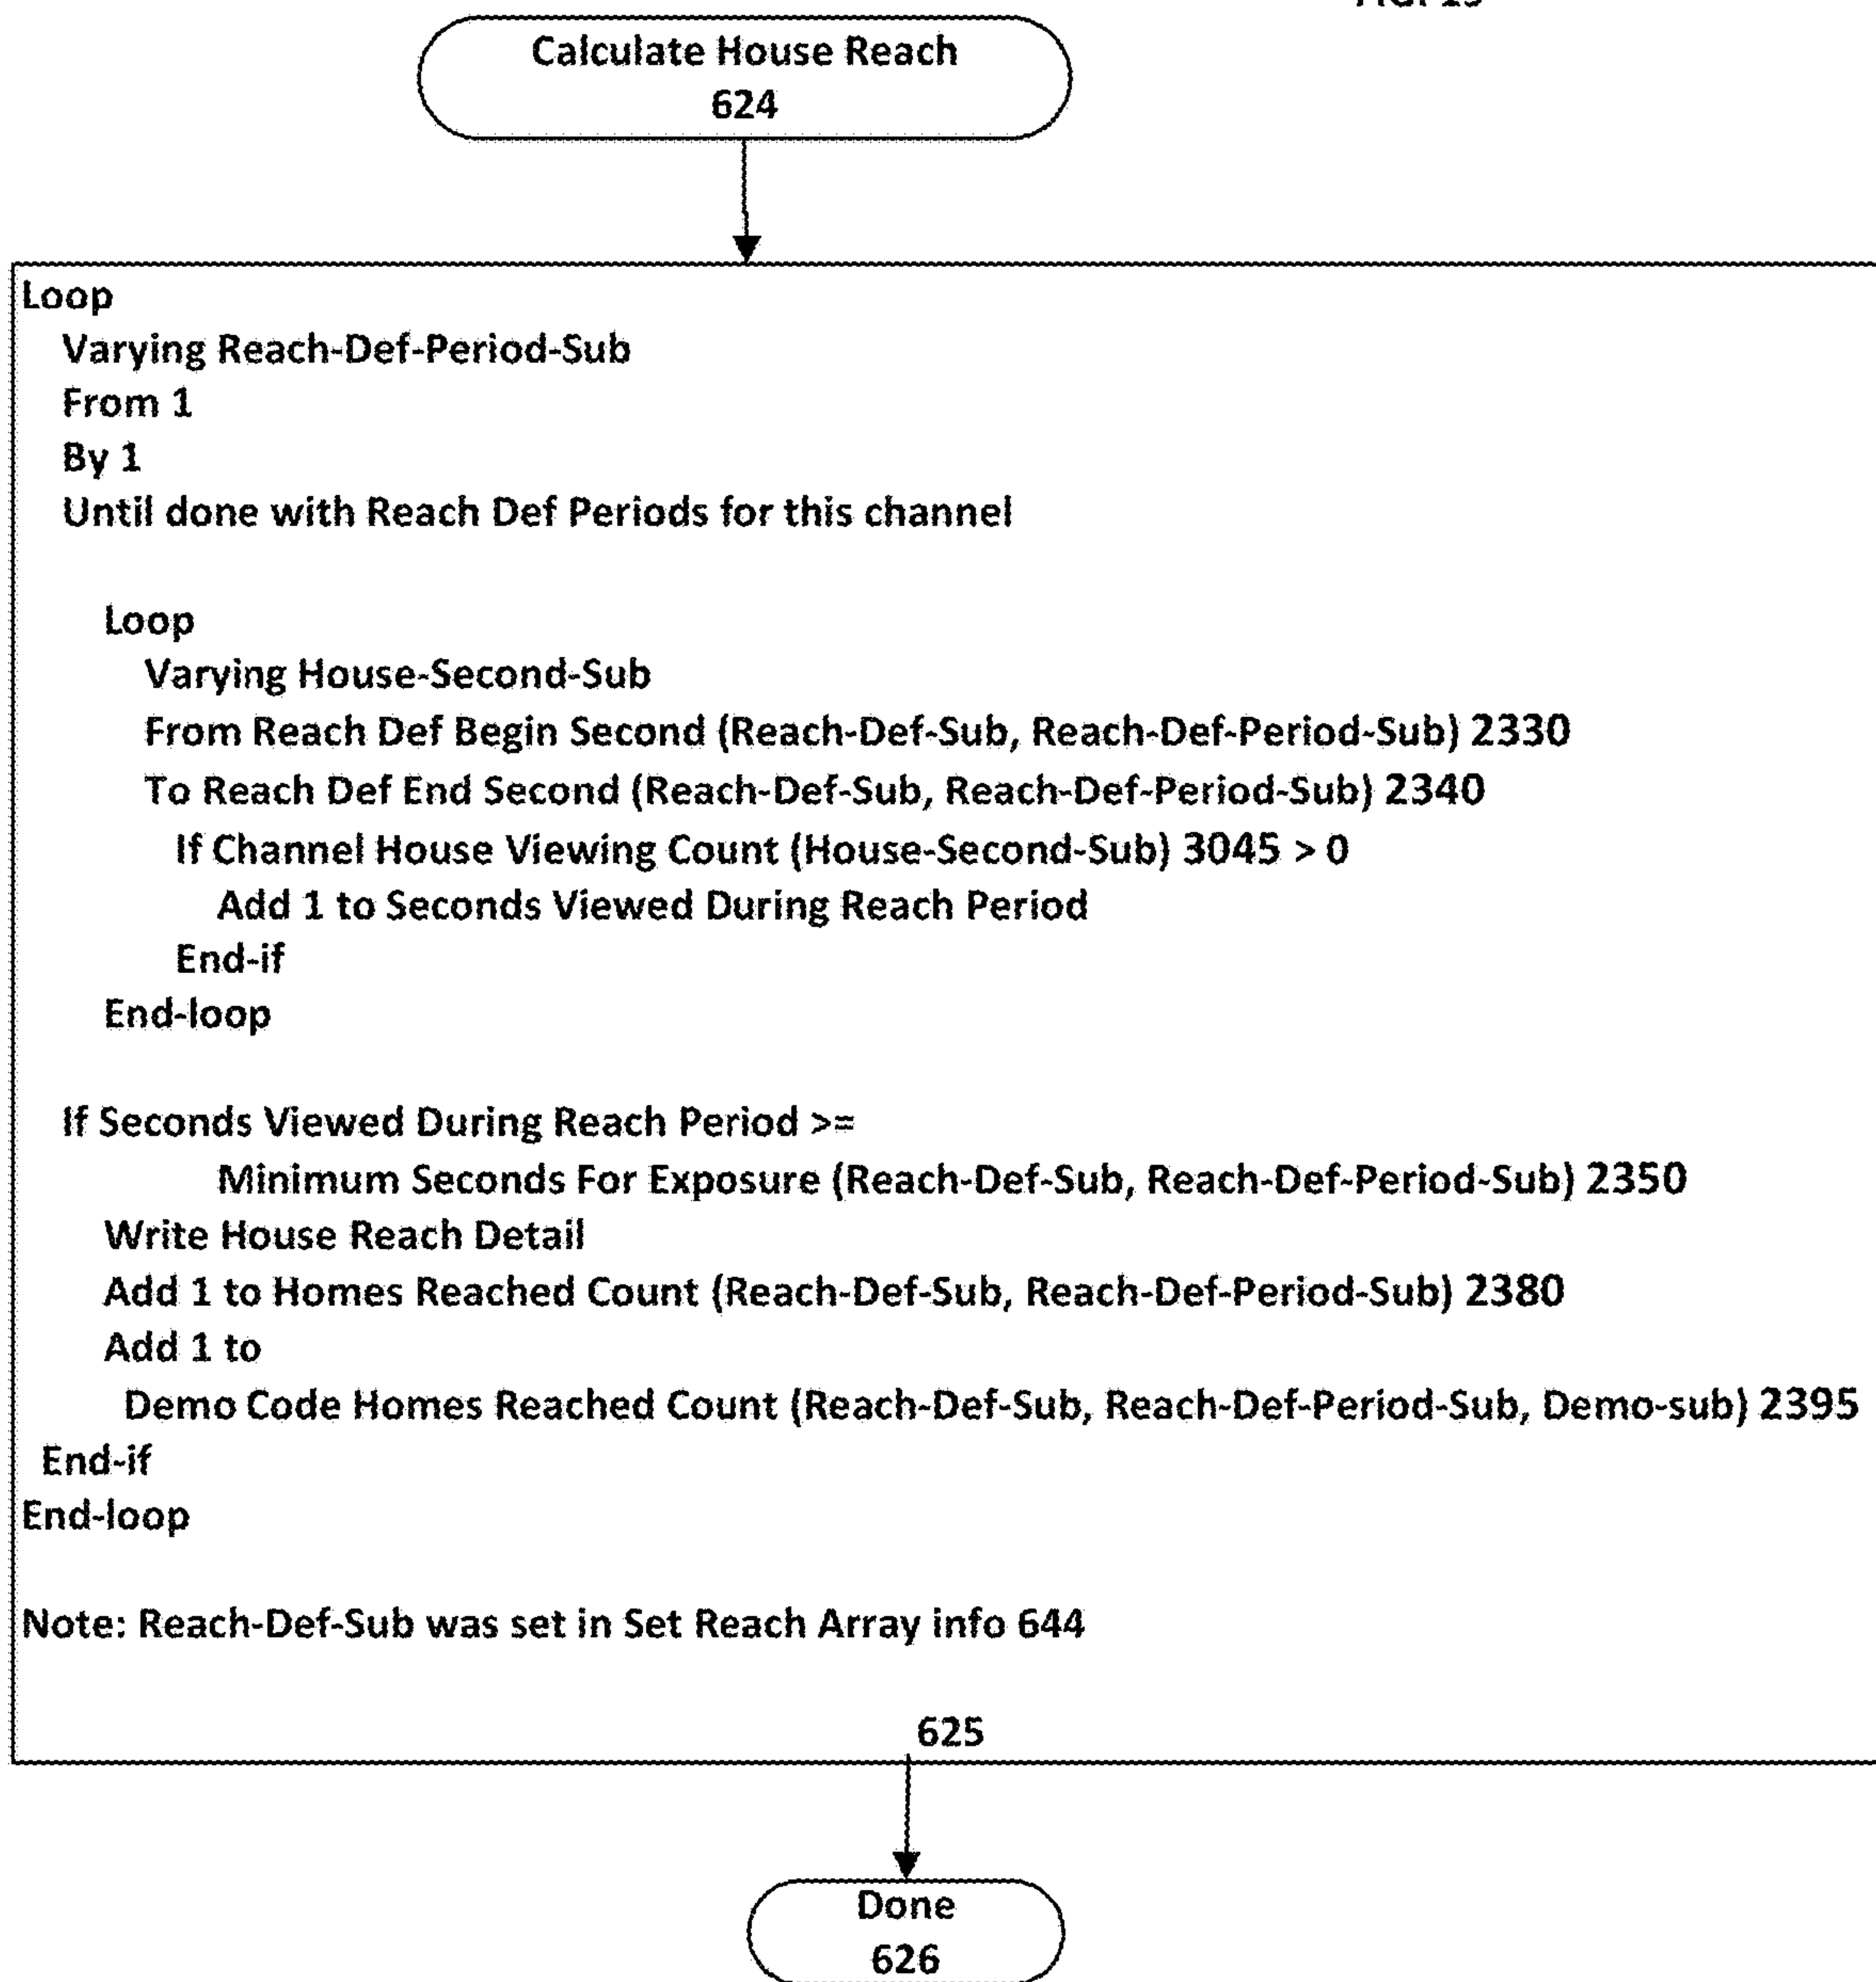 Calculate House Reach
624
Loop
Varying Reach-Def-Period-Sub
From 1
By 1
Until done with Reach Def Periods for this channel
Loop
Varying House-Second-Sub
From Reach Def Begin Second (Reach-Def-Sub, Reach-Def-Period-Sub) 2330
To Reach Def End Second (Reach-Def-Sub, Reach-Def-Period-Sub) 2340
If Channel House Viewing Count (House-Second-Sub) 3045 > 0
Add 1 to Seconds Viewed During Reach Period
End-if
End-loop
If Seconds Viewed During Reach Period >=
Minimum Seconds For Exposure (Reach-Def-Sub, Reach-Def-Period-Sub) 2350
Write House Reach Detail
Add 1 to Homes Reached Count (Reach-Def-Sub, Reach-Def-Period-Sub) 2380
Add 1 to
Demo Code Homes Reached Count (Reach-Def-Sub, Reach-Def-Period-Sub, Demo-sub) 2395
End-if
End-loop
Note: Reach-Def-Sub was set in Set Reach Array info 644
625
Done
626